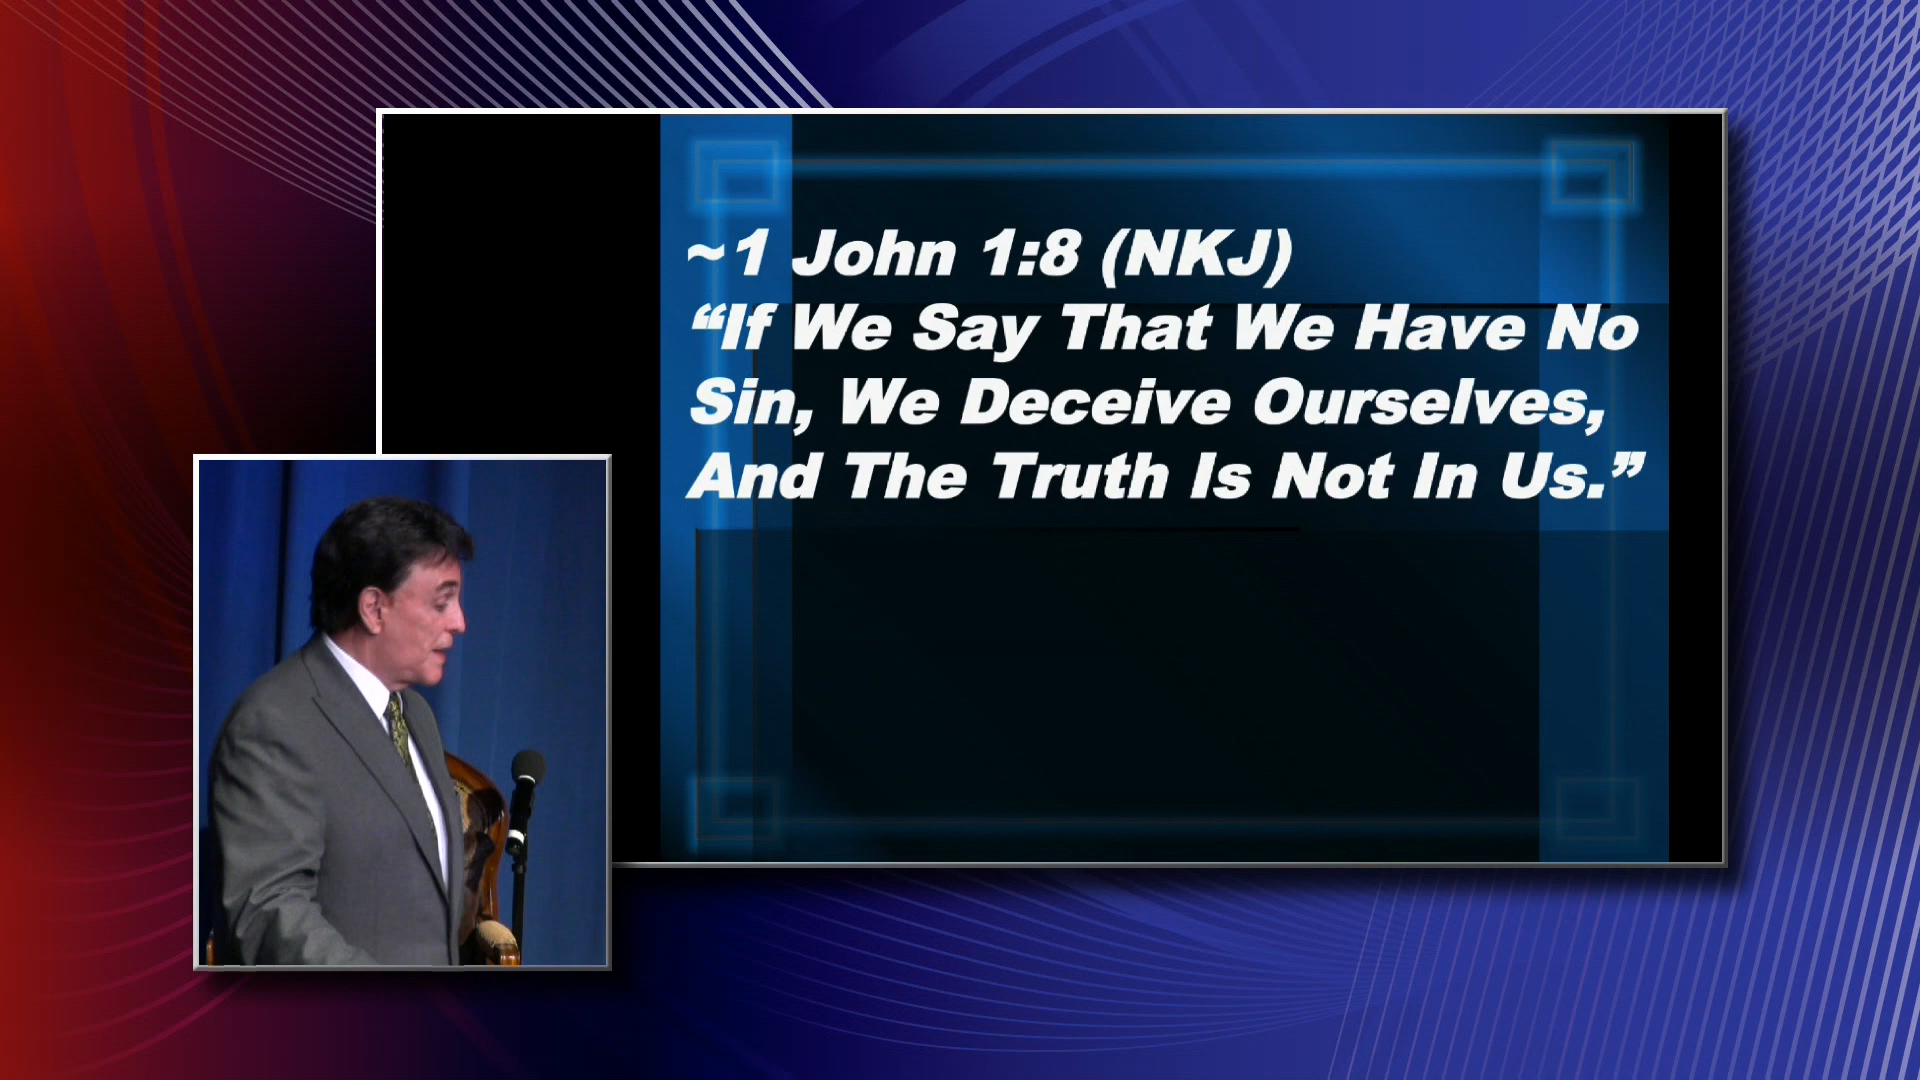 ~1 John 1:8 (NKJ)
“If We Say That We Have No
Sin, We Deceive Ourselves,
And The Truth Is Not In Us.”